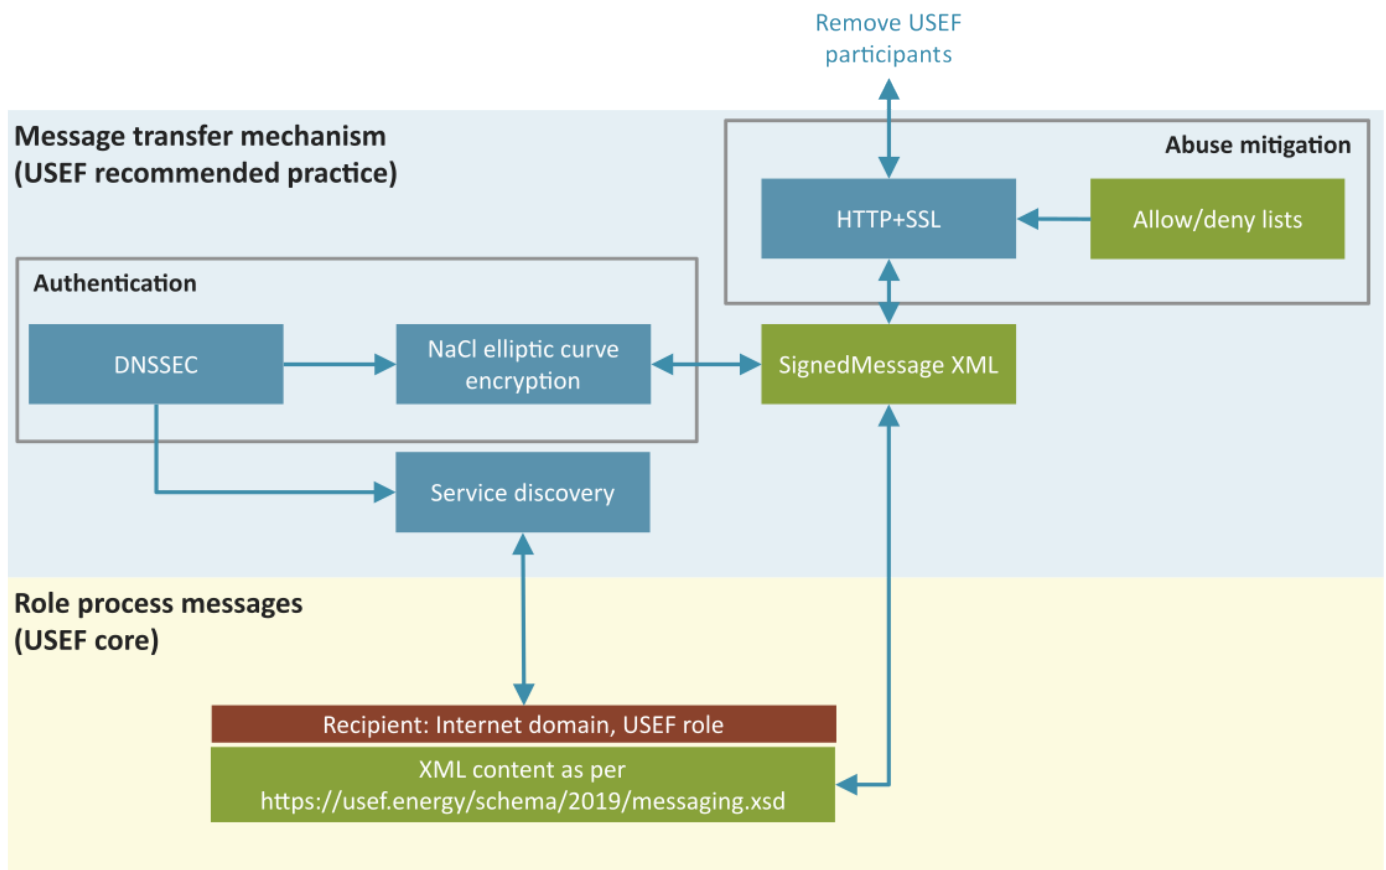 Remove USEF
participants
Message transfer mechanism
(USEF recommended practice)
Abuse mitigation
HTTP+SSL
Allow/deny lists
Authentication
DNSSEC
NaCl elliptic curve
encryption
SignedMessage XML
Service discovery
Role process messages
(USEF core)
Recipient: Internet domain, USEF role
XML content as per
https://usef.energy/schema/2019/messaging.xsd